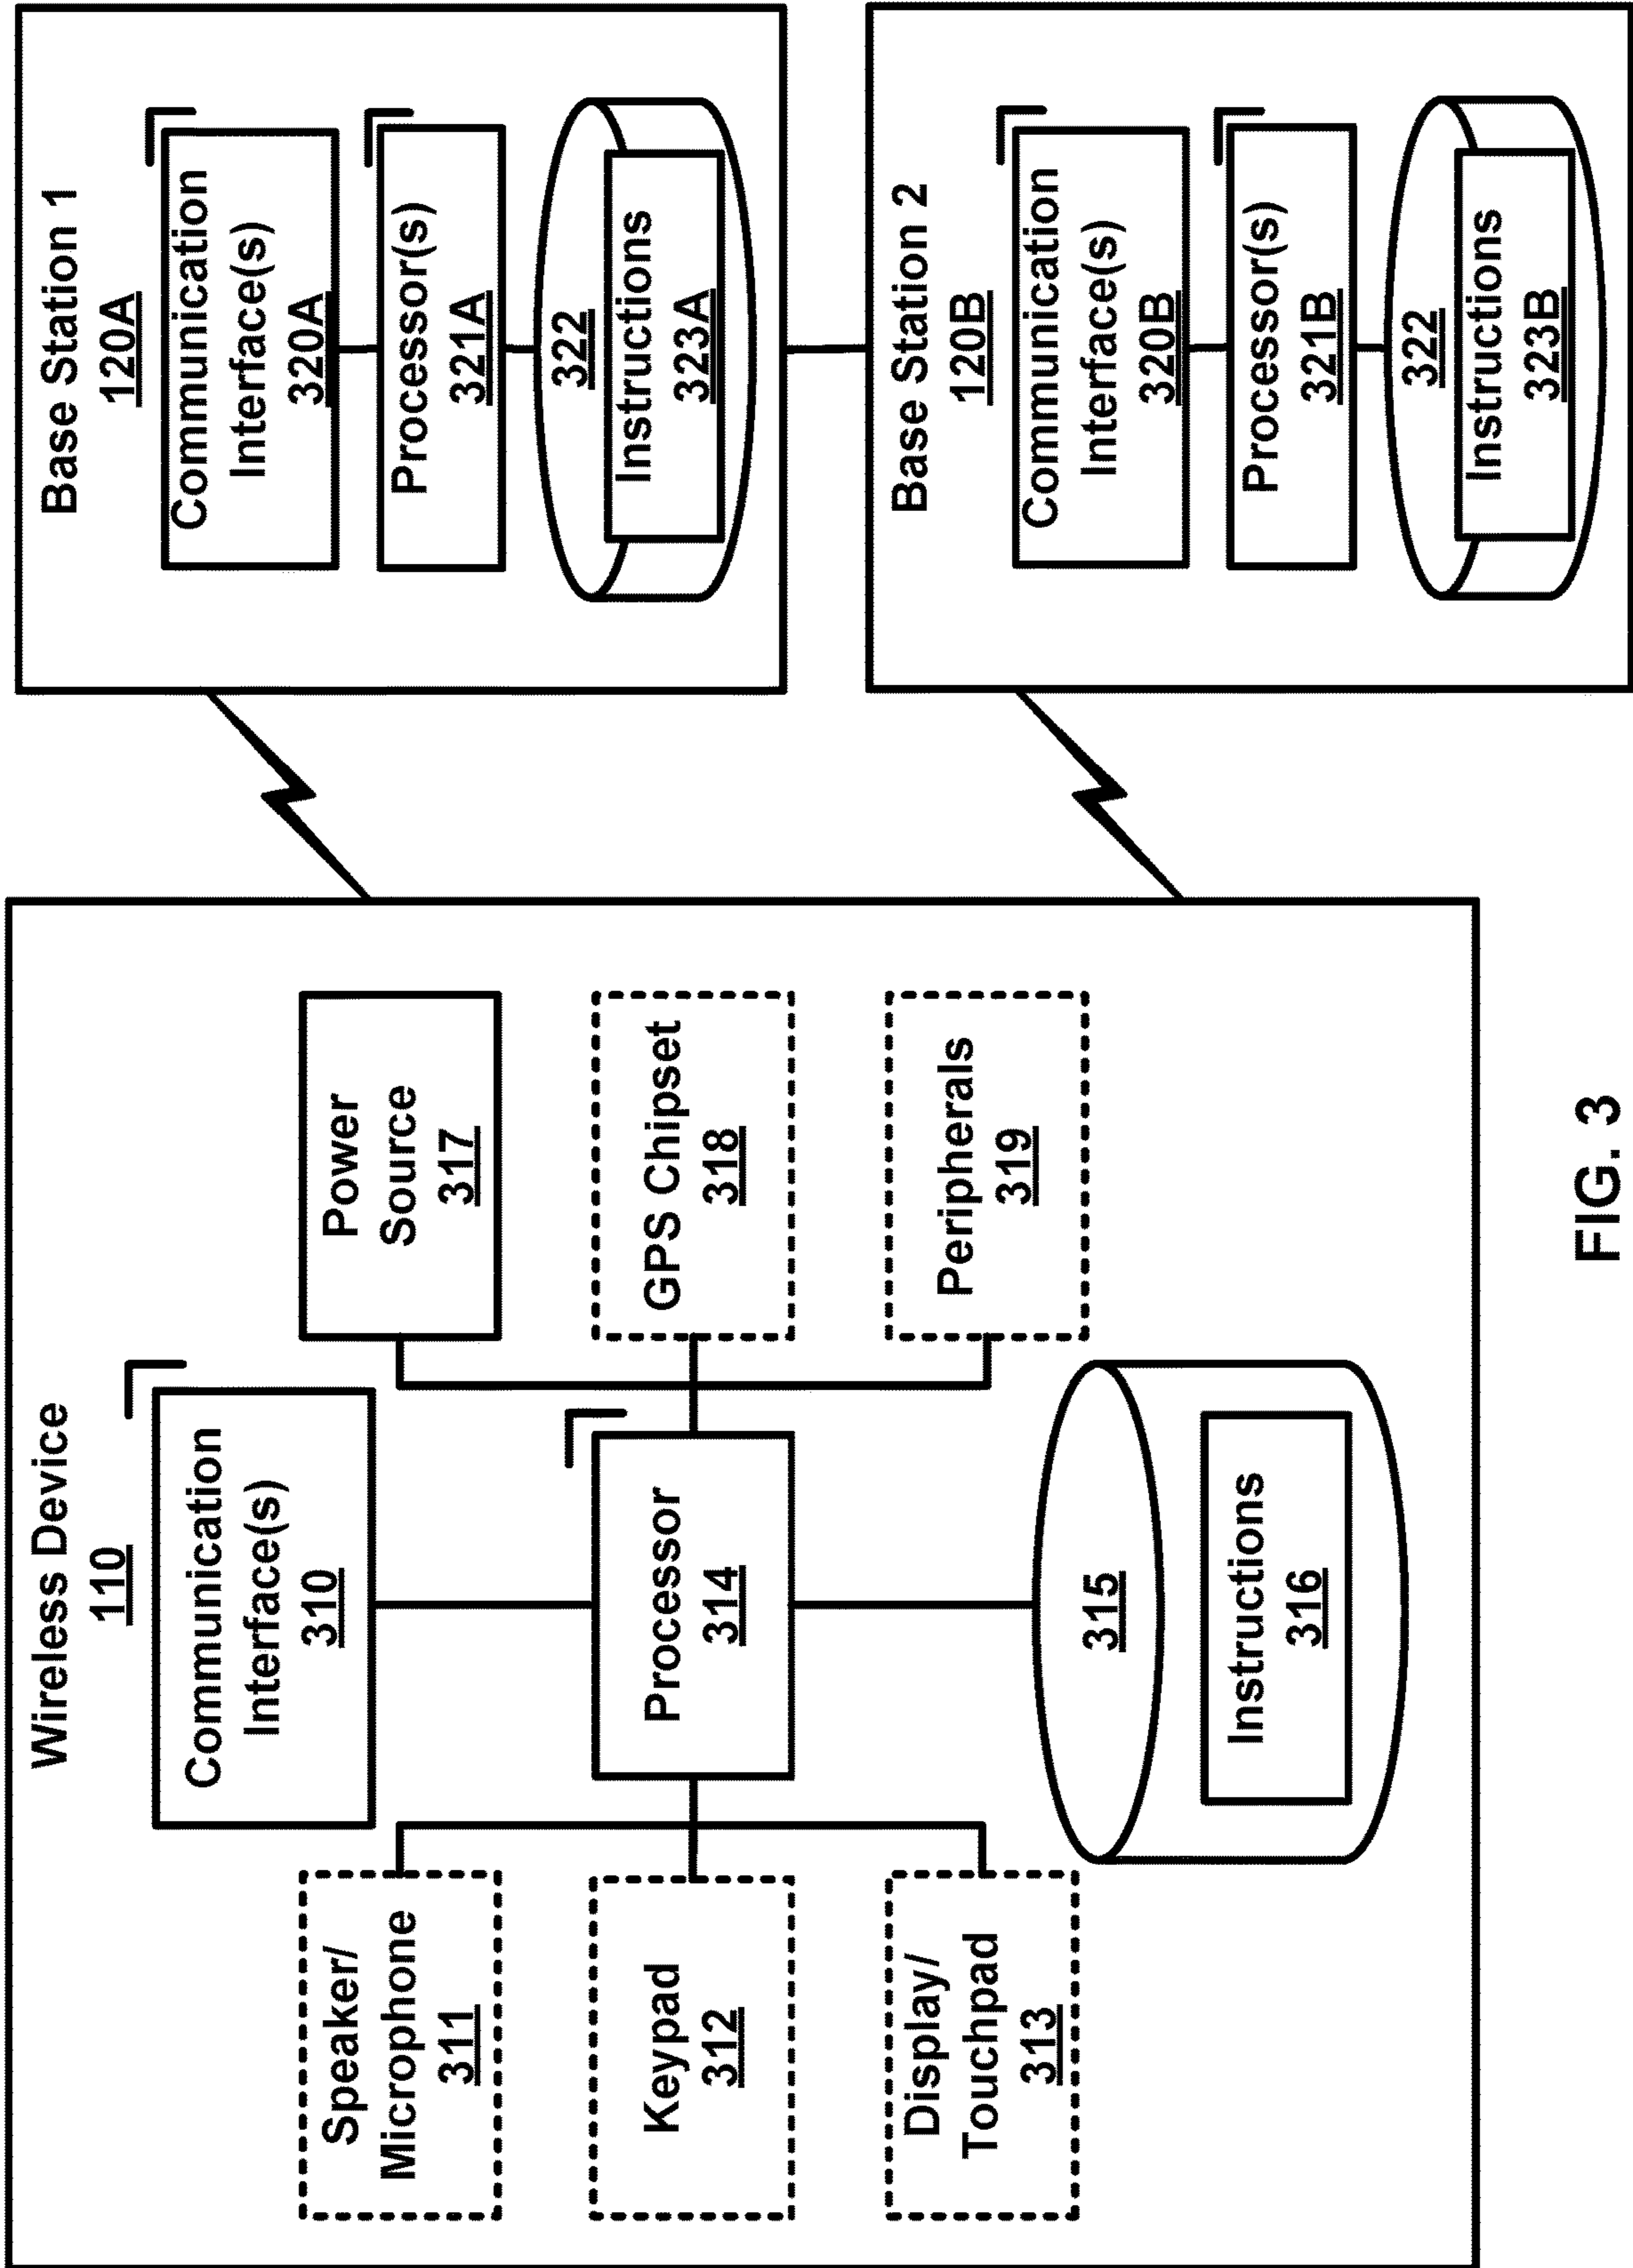 Wireless Device
110
Communication
Interface(s)
310
Speaker/
Microphone
311
Keypad
312
Display/
Touchpad
313
Processor
314
Power
Source
317
GPS Chipset
318
Peripherals
319
315
Instructions
316
Base Station 1
120A
Communication
Interface(s)
320A
Processor(s)
321A
322
Instructions
323A
Base Station 2
120B
Communication
Interface(s)
320B
Processor(s)
321B
322
Instructions
323B
FIG. 3